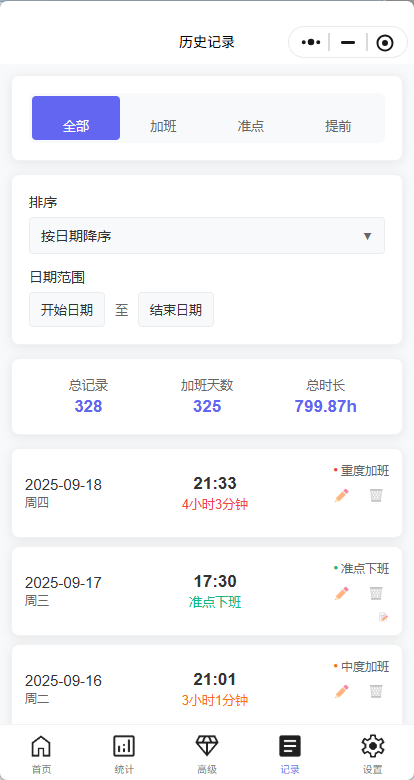 历史记录
全部 加班 准点 提前
排序
按日期降序
日期范围
开始日期 至 结束日期
总记录 加班天数 总时长
328 325 799.87h
2025-09-18 21:33 重度加班
周四 4小时3分钟
2025-09-17 17:30 准点下班
周三 准点下班
2025-09-16 21:01 中度加班
周二 3小时1分钟
首页 统计 高级 记录 设置